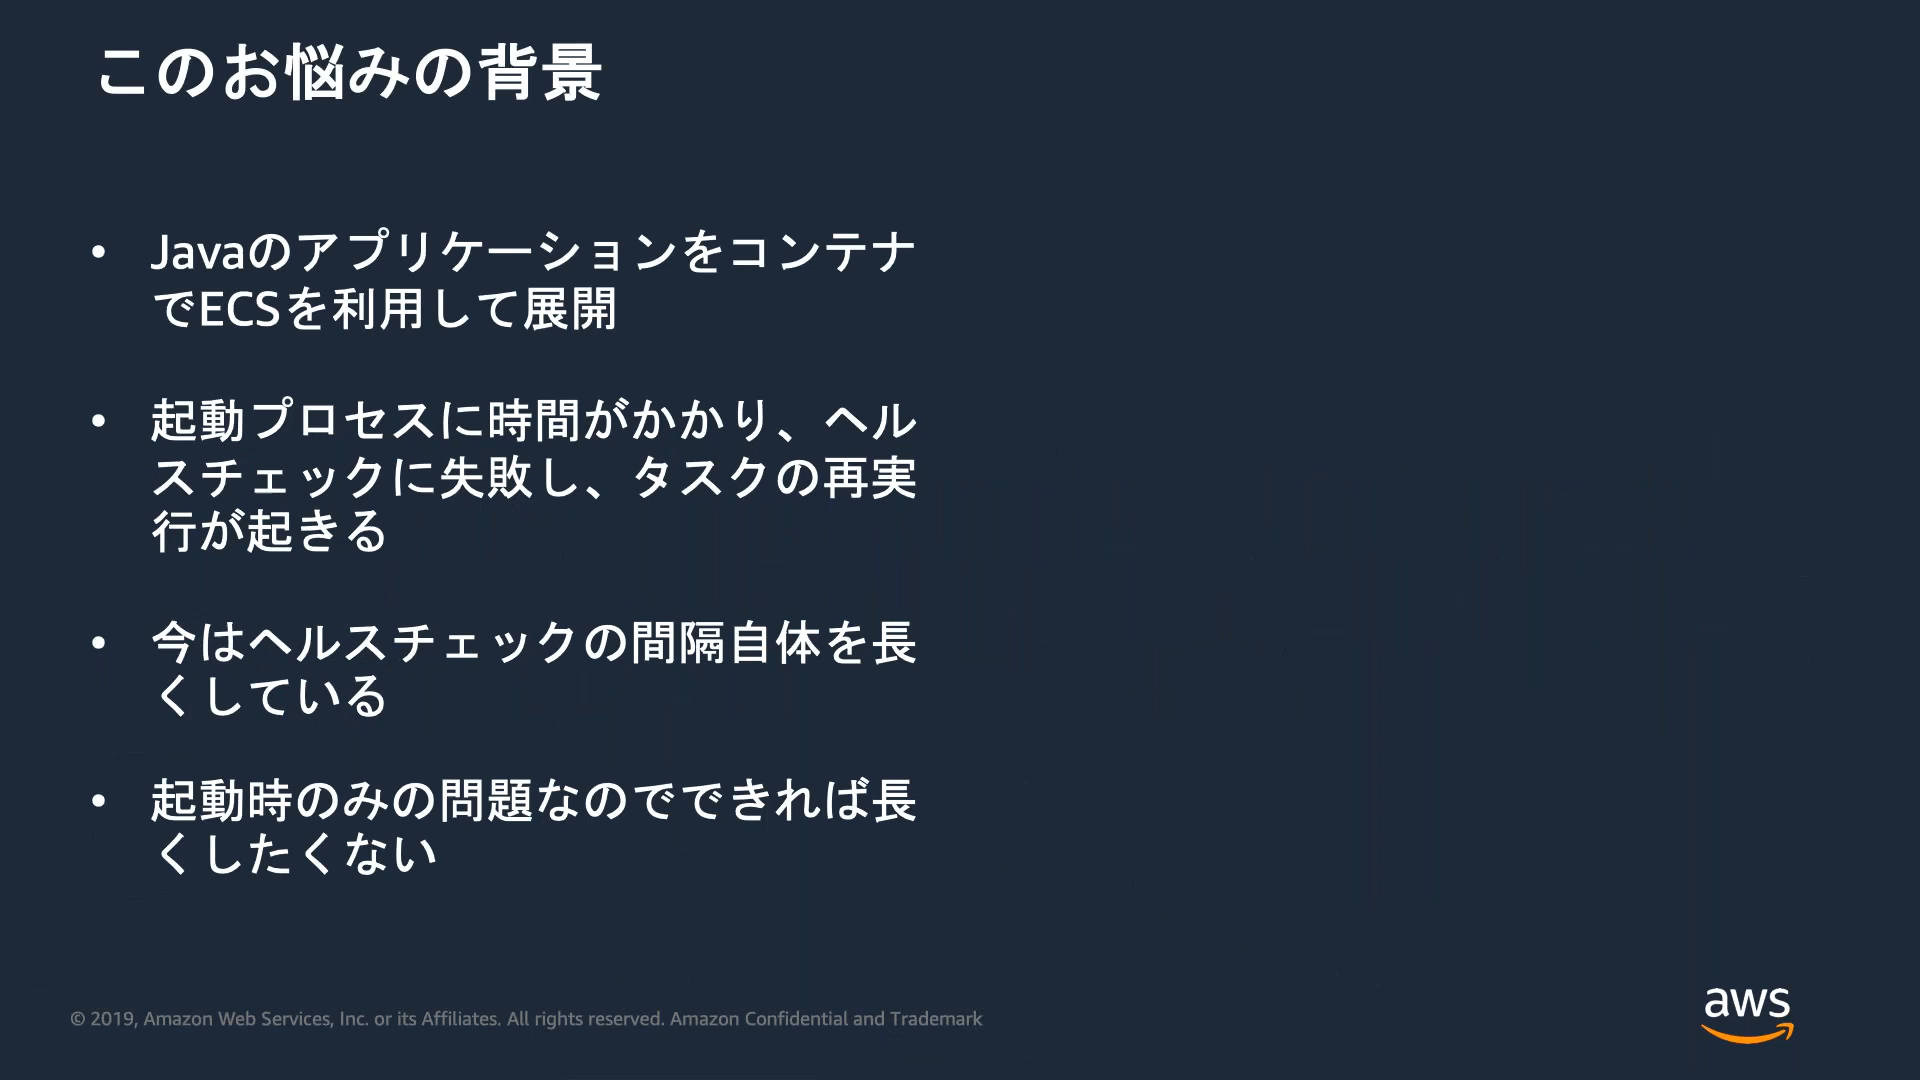 このお悩みの背景
• Javaのアプリケーションをコンテナ
でECSを利用して展開
• 起動プロセスに時間がかかり、ヘル
スチェックに失敗し、タスクの再実
行が起きる
• 今はヘルスチェックの間隔自体を長
くしている
• 起動時のみの問題なのでできれば長
くしたくない
© 2019, Amazon Web Services, Inc. or its Affiliates. All rights reserved. Amazon Confidential and Trademark
aws